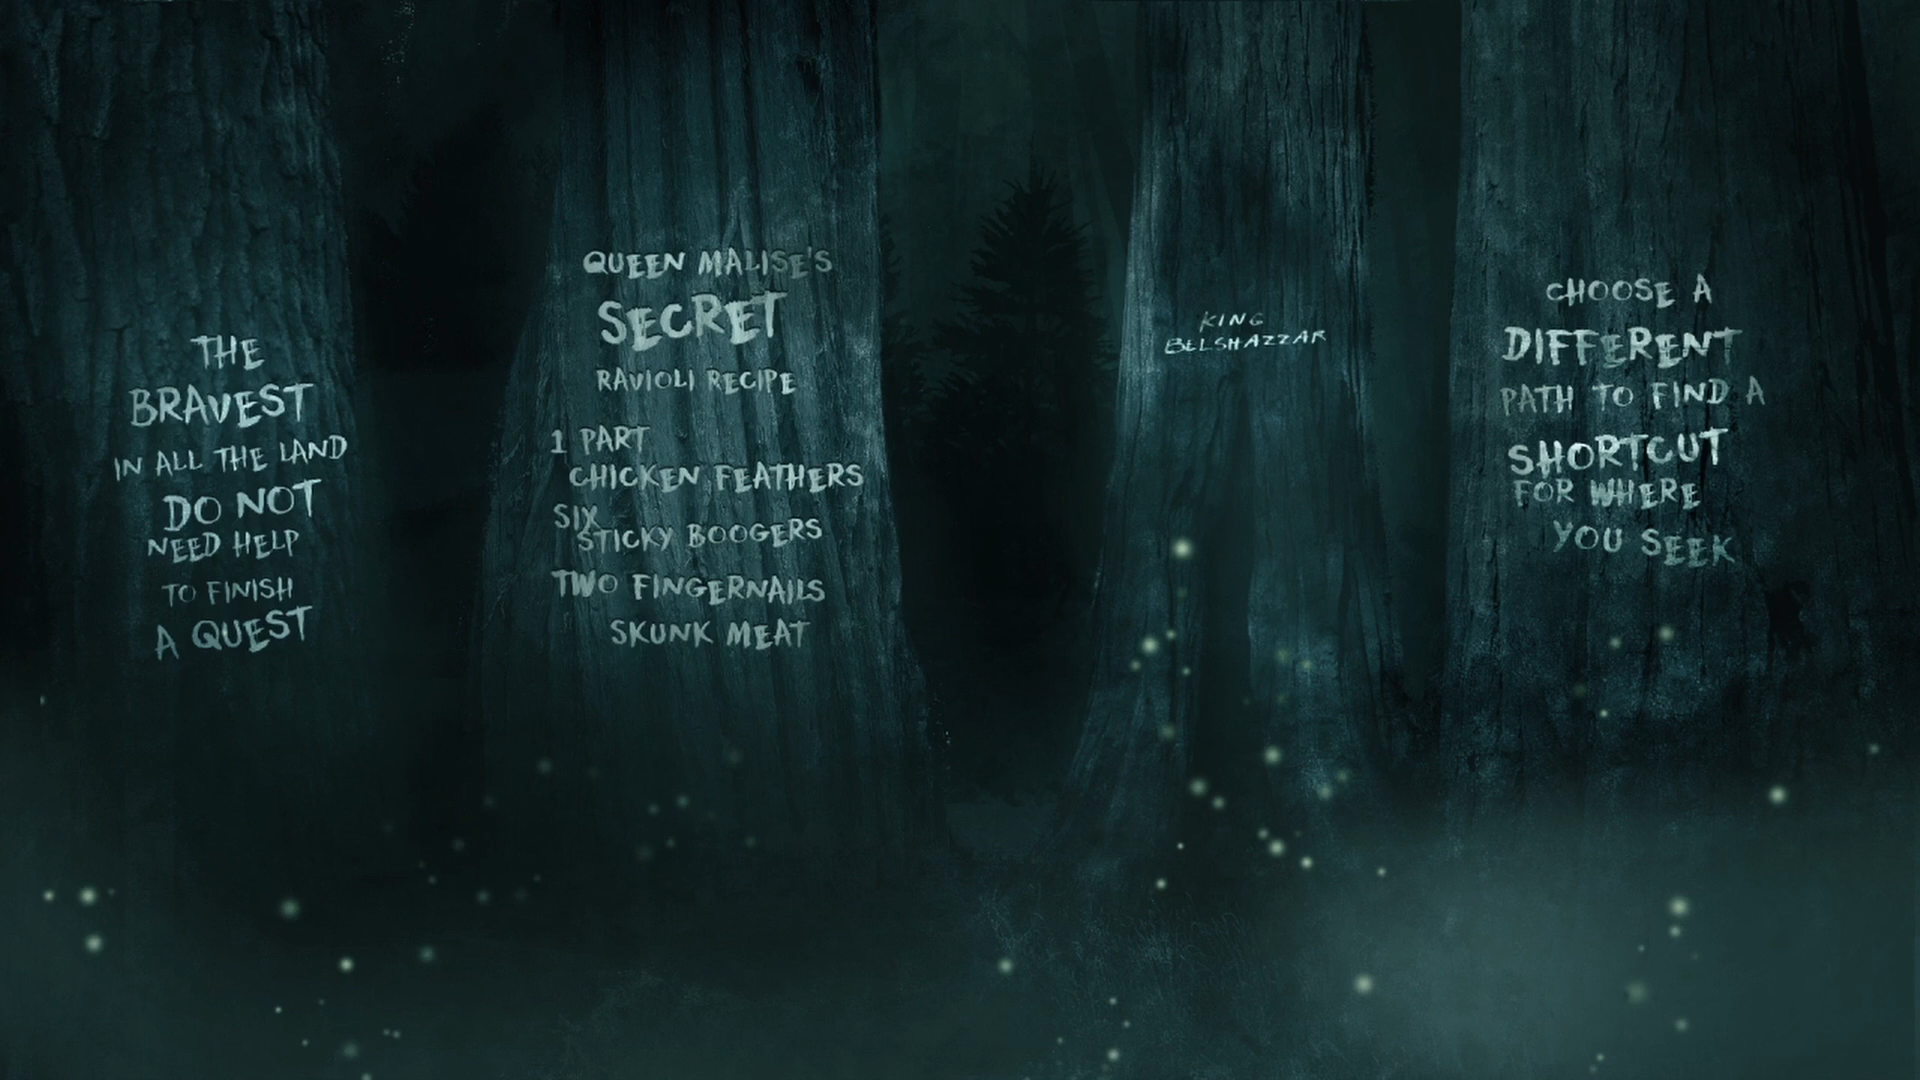 THE
BRAVEST
IN ALL THE LAND
DO NOT
NEED HELP
TO FINISH
A QUEST
QUEEN MALISE'S
SECRET
RAVIOLI RECIPE
1 PART
CHICKEN FEATHERS
SIX
STICKY BOOGERS
TWO FINGERNAILS
SKUNK MEAT
KING
BELSHAZZAR
CHOOSE A
DIFFERENT
PATH TO FIND A
SHORTCUT
FOR WHERE
YOU SEEK